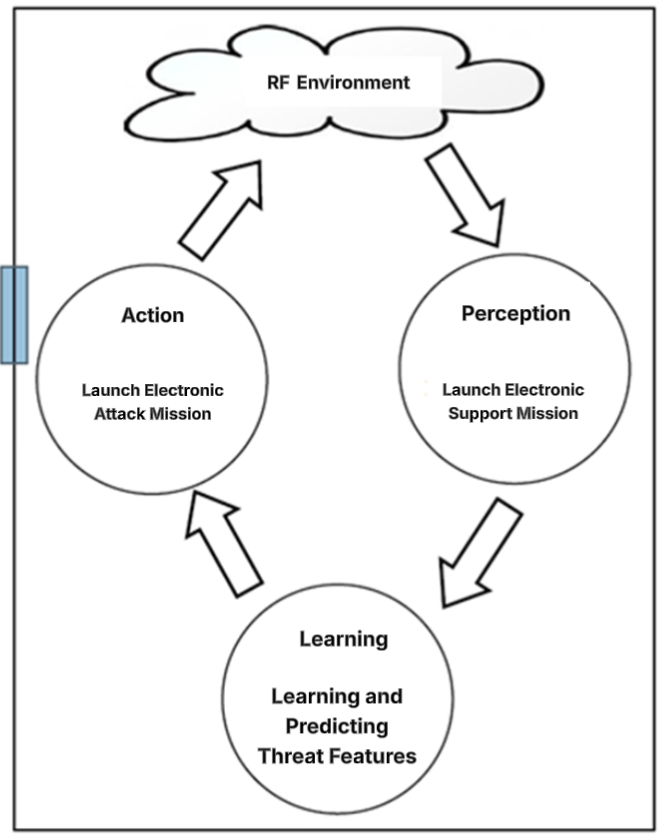 RF Environment
Action
Launch Electronic
Attack Mission
Perception
Launch Electronic
Support Mission
Learning
Learning and
Predicting
Threat Features